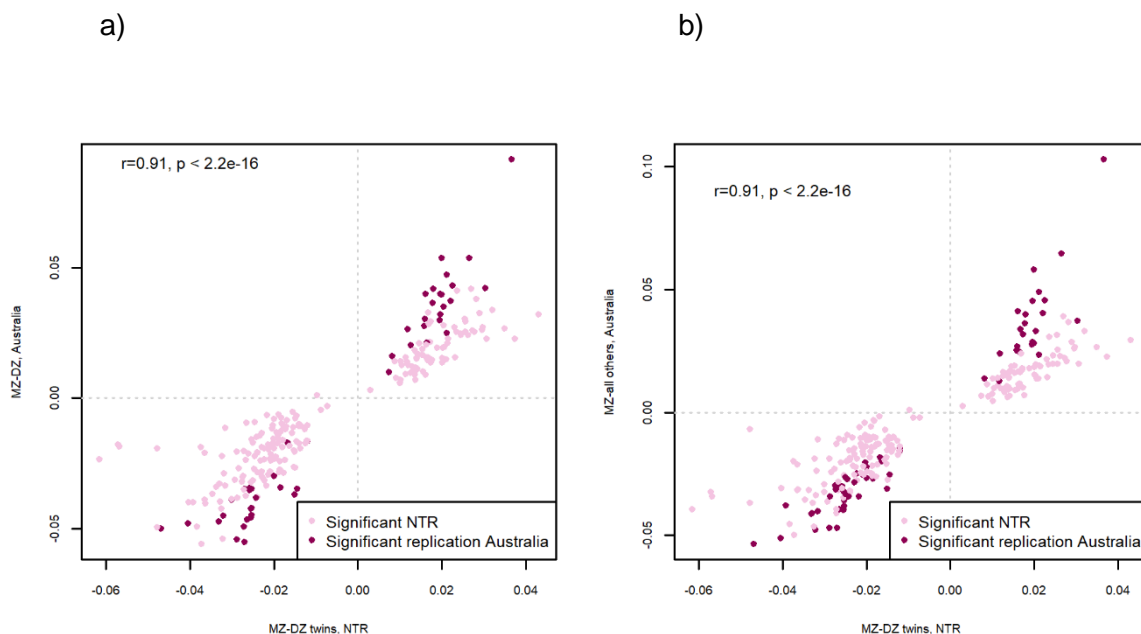 a)
r=0.91, p < 2.2e-16
MZ-DZ, Australia
0.05
0.00
-0.05
Significant NTR
Significant replication Australia
-0.06
-0.04
-0.02
0.00
0.02
0.04
MZ-DZ twins, NTR
b)
r=0.91, p < 2.2e-16
MZ-all others, Australia
0.10
0.05
0.00
-0.05
Significant NTR
Significant replication Australia
-0.06
-0.04
-0.02
0.00
0.02
0.04
MZ-DZ twins, NTR